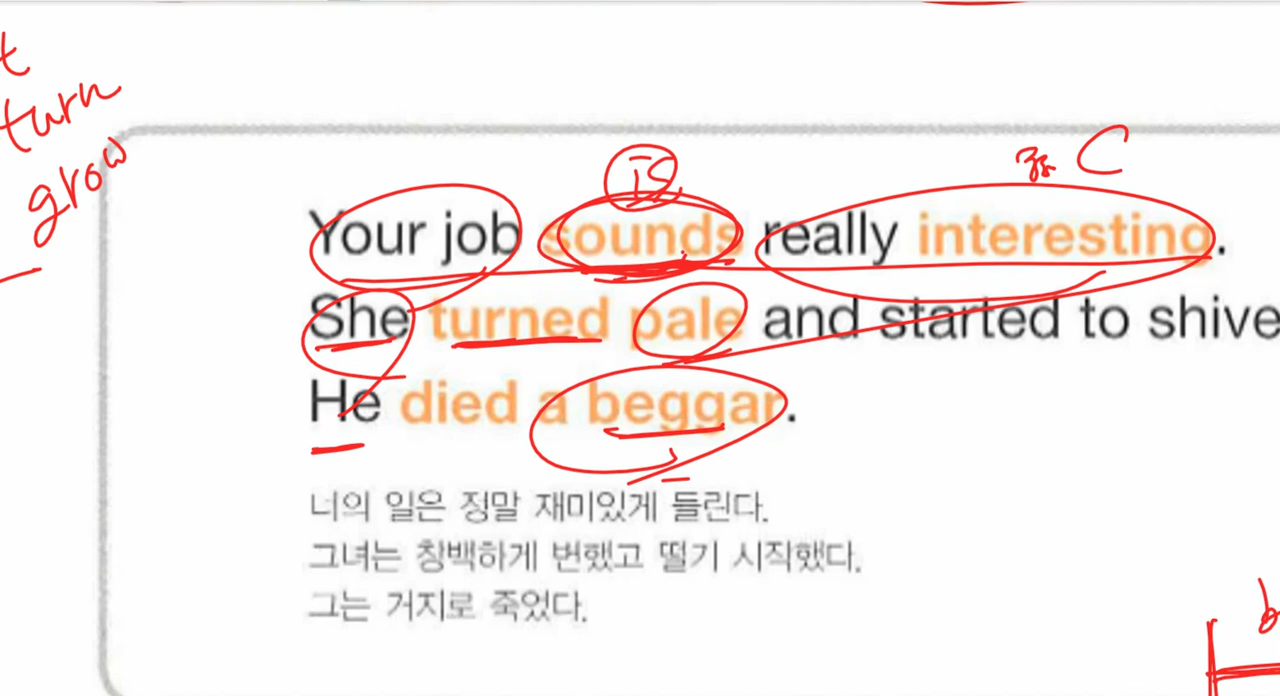 turn
grow
is
형 C
Your job sounds really interesting.
She turned pale and started to shive
He died a beggar.
너의 일은 정말 재미있게 들린다.
그녀는 창백하게 변했고 떨기 시작했다.
그는 거지로 죽었다.